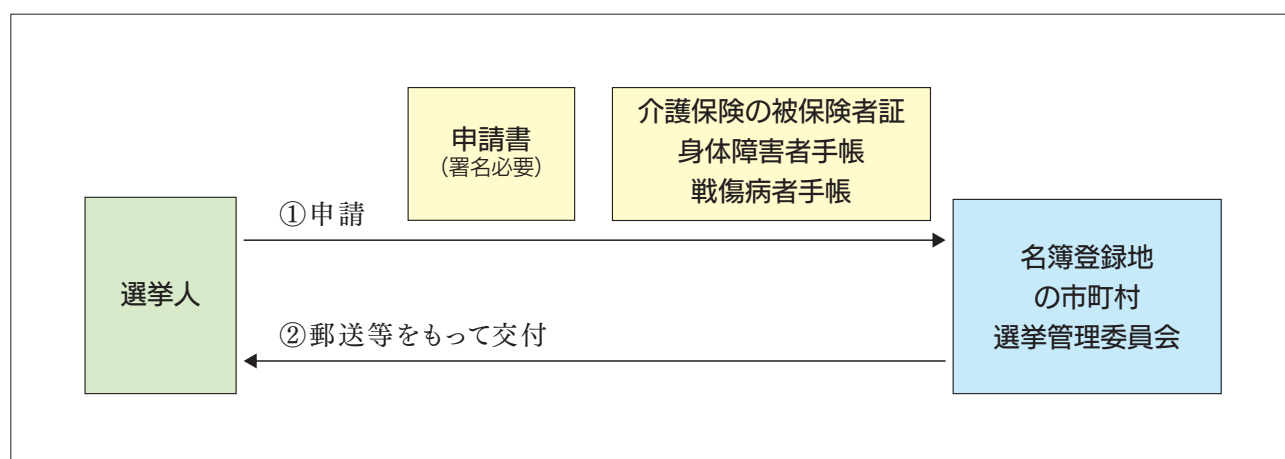 申請書
(署名必要)
介護保険の被保険者証
身体障害者手帳
戦傷病者手帳
①申請
選挙人
名簿登録地
の市町村
選挙管理委員会
②郵送等をもって交付